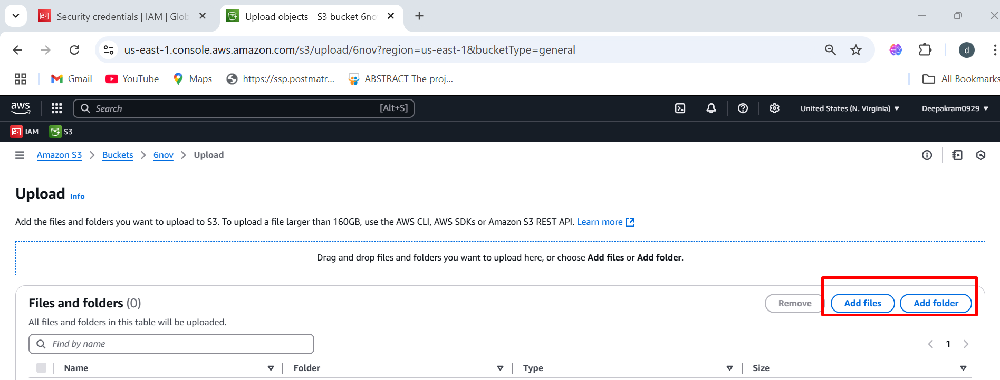 Security credentials | IAM | Glob
Upload objects - S3 bucket 6no
us-east-1.console.aws.amazon.com/s3/upload/6nov?region=us-east-1&bucketType=general
d
Gmail
YouTube
Maps
https://ssp.postmatr...
ABSTRACT The proj...
All Bookmarks
aws
Search
[Alt+S]
United States (N. Virginia)
Deepakram0929
IAM
S3
Amazon S3
Buckets
6nov
Upload
Upload Info
Add the files and folders you want to upload to S3. To upload a file larger than 160GB, use the AWS CLI, AWS SDKs or Amazon S3 REST API. Learn more
Drag and drop files and folders you want to upload here, or choose Add files or Add folder.
Files and folders (0)
Remove
Add files
Add folder
All files and folders in this table will be uploaded.
Find by name
1
Name
Folder
Type
Size